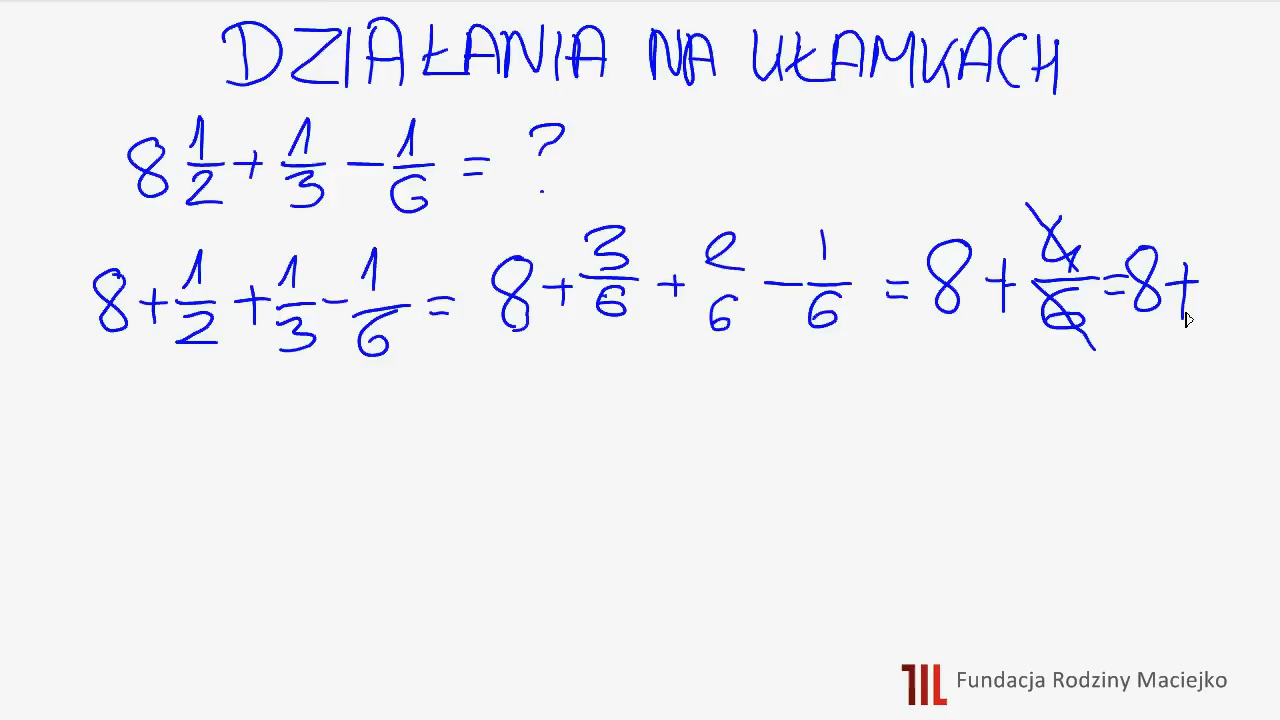 DZIAŁANIA NA UŁAMKACH
8 1/2 + 1/3 - 1/6 = ?
8 + 1/2 + 1/3 - 1/6 = 8 + 3/6 + 2/6 - 1/6 = 8 + 4/6 = 8 +
Fundacja Rodziny Maciejko